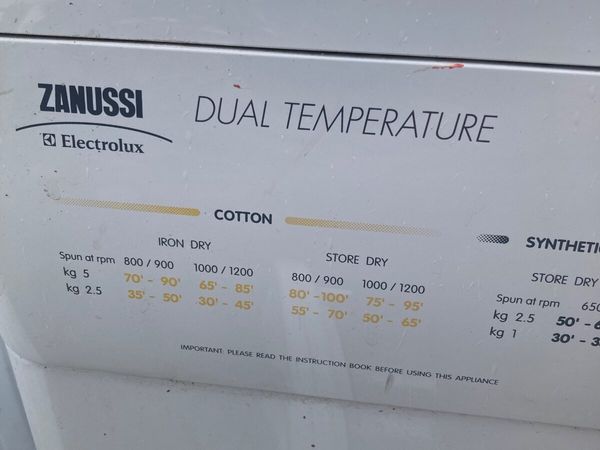 ZANUSSI
Electrolux
DUAL TEMPERATURE
COTTON
IRON DRY
STORE DRY
Spun at rpm 800 / 900 1000 / 1200 800 / 900 1000 / 1200
kg 5 70' - 90' 65' - 85' 80' -100' 75' - 95'
kg 2.5 35' - 50' 30' - 45' 55' - 70' 50' - 65'
SYNTHETI
STORE DRY
Spun at rpm 650
kg 2.5 50' -
kg 1 30' -
IMPORTANT PLEASE READ THE INSTRUCTION BOOK BEFORE USING THIS APPLIANCE